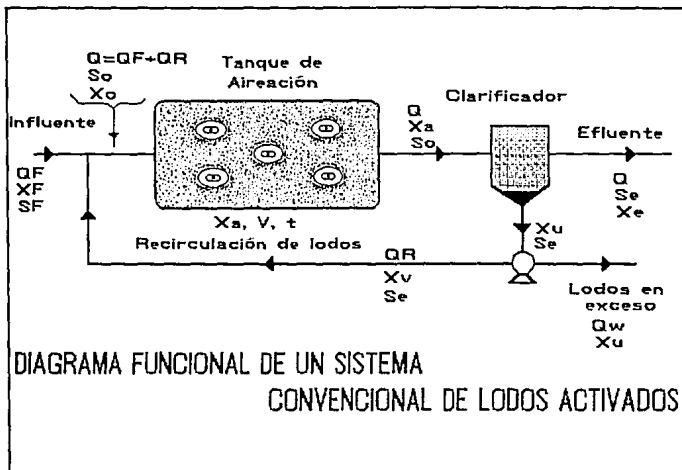 Q=QF+QR
So
Xo
Tanque de
Aireación
Influente
QF
XF
SF
Xa, V, t
Q
Xa
So
Clarificador
Efluente
Q
Se
Xe
Xu
Se
Recirculación de lodos
QR
Xv
Se
Lodos en
exceso
Qw
Xu
DIAGRAMA FUNCIONAL DE UN SISTEMA
CONVENCIONAL DE LODOS ACTIVADOS